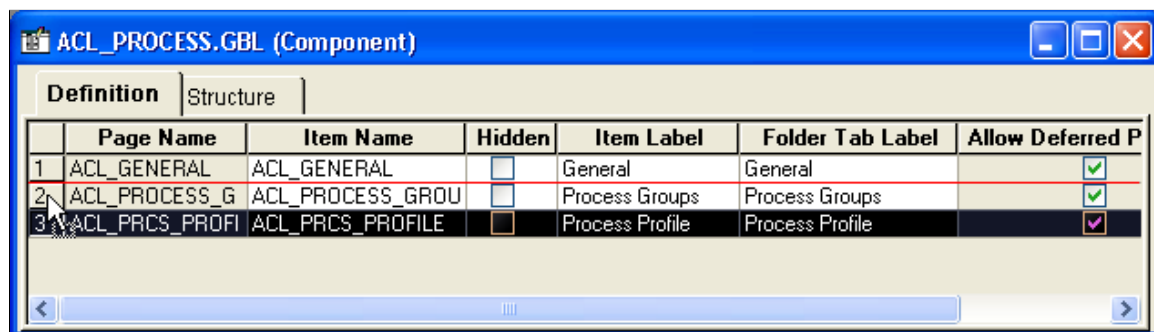 ACL_PROCESS.GBL (Component)
Definition Structure
Page Name Item Name Hidden Item Label Folder Tab Label Allow Deferred P
1 ACL_GENERAL ACL_GENERAL General General
2 ACL_PROCESS_G ACL_PROCESS_GROU Process Groups Process Groups
3 ACL_PRCS_PROFI ACL_PRCS_PROFILE Process Profile Process Profile